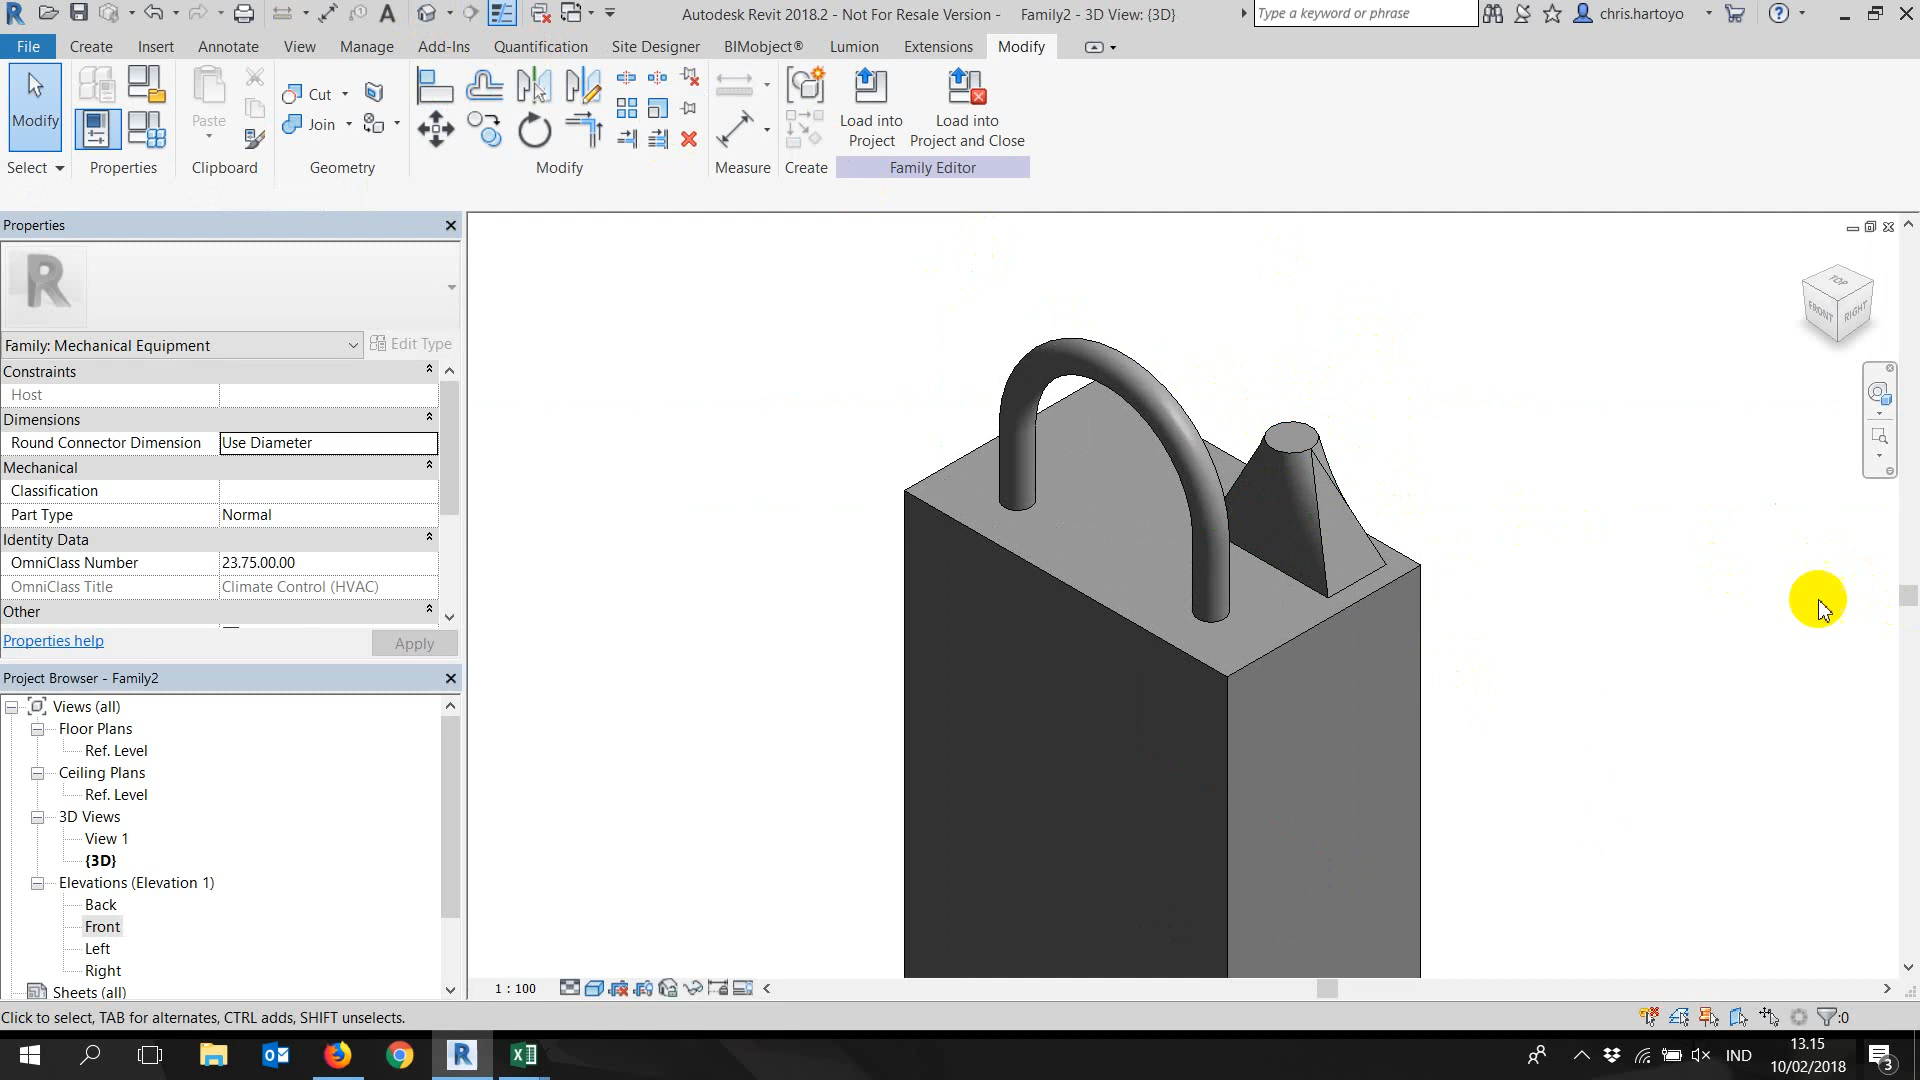 Autodesk Revit 2018.2 - Not For Resale Version - Family2 - 3D View: {3D}
Type a keyword or phrase
chris.hartoyo
File Create Insert Annotate View Manage Add-Ins Quantification Site Designer BIMobject® Lumion Extensions Modify
Modify
Paste
Cut
Join
Load into Project
Load into Project and Close
Select Properties Clipboard Geometry Modify Measure Create Family Editor
Properties
R
Family: Mechanical Equipment
Edit Type
Constraints
Host
Dimensions
Round Connector Dimension Use Diameter
Mechanical
Classification
Part Type Normal
Identity Data
OmniClass Number 23.75.00.00
OmniClass Title Climate Control (HVAC)
Other
Properties help
Apply
Project Browser - Family2
Views (all)
Floor Plans
Ref. Level
Ceiling Plans
Ref. Level
3D Views
View 1
{3D}
Elevations (Elevation 1)
Back
Front
Left
Right
Sheets (all)
TOP
FRONT
RIGHT
1 : 100
Click to select, TAB for alternates, CTRL adds, SHIFT unselects.
:0
IND
13.15
10/02/2018
3